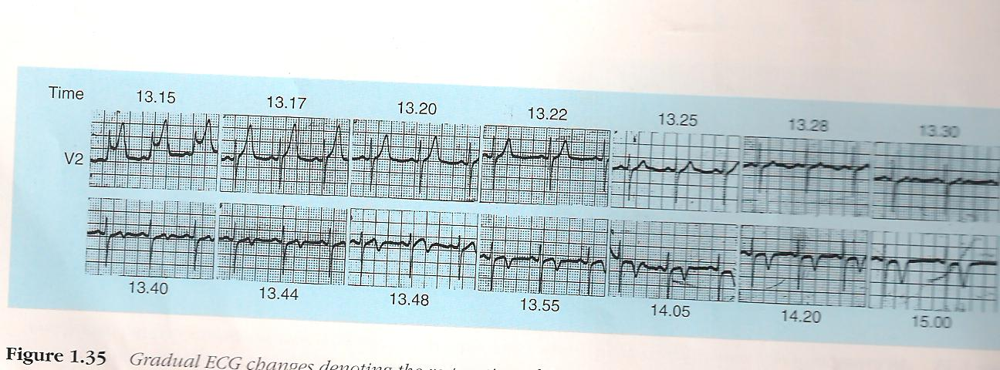 Time 13.15 13.17 13.20 13.22 13.25 13.28 13.30
V2
13.40 13.44 13.48 13.55 14.05 14.20 15.00
Figure 1.35 Gradual ECG changes denoting the